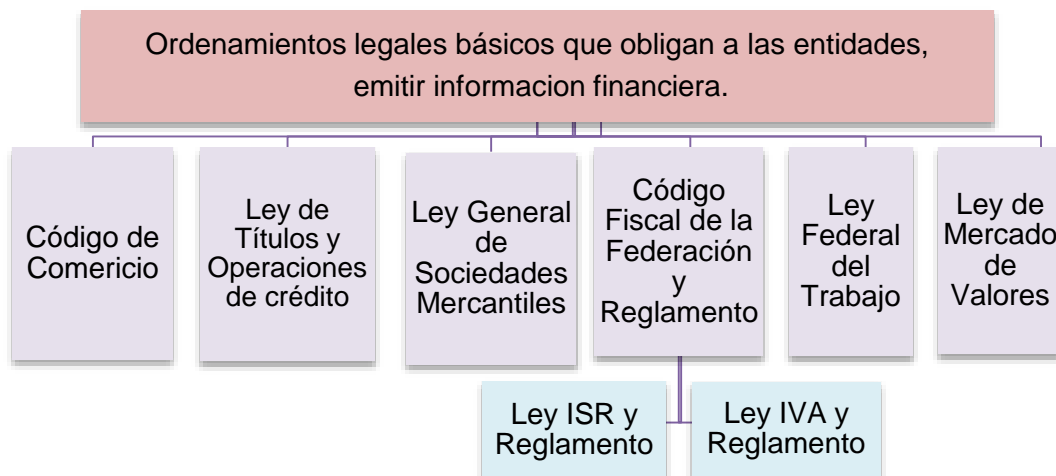 Ordenamientos legales básicos que obligan a las entidades,
emitir informacion financiera.
Código de
Comericio
Ley de
Títulos y
Operaciones
de crédito
Ley General
de
Sociedades
Mercantiles
Código
Fiscal de la
Federación
y
Reglamento
Ley
Federal
del
Trabajo
Ley de
Mercado
de
Valores
Ley ISR y
Reglamento
Ley IVA y
Reglamento